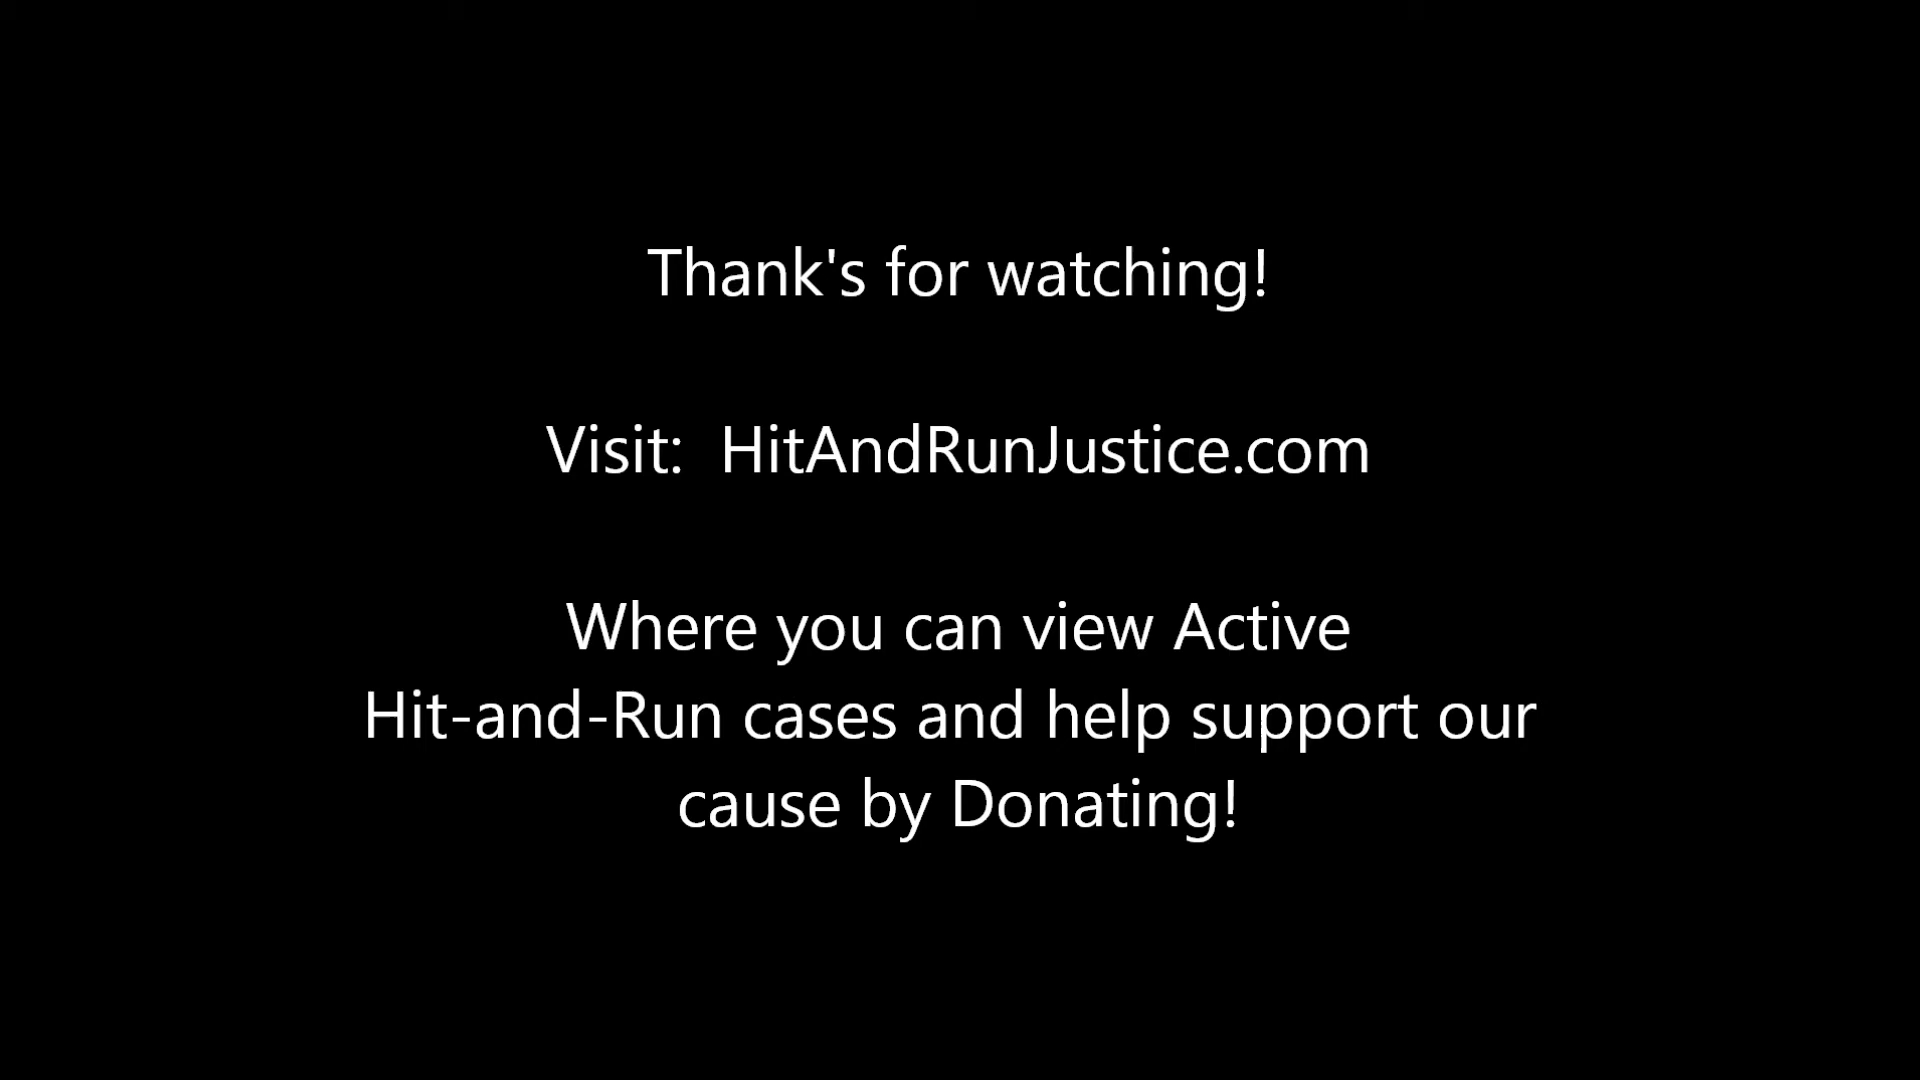 Thank's for watching!
Visit:  HitAndRunJustice.com
Where you can view Active
Hit-and-Run cases and help support our
cause by Donating!